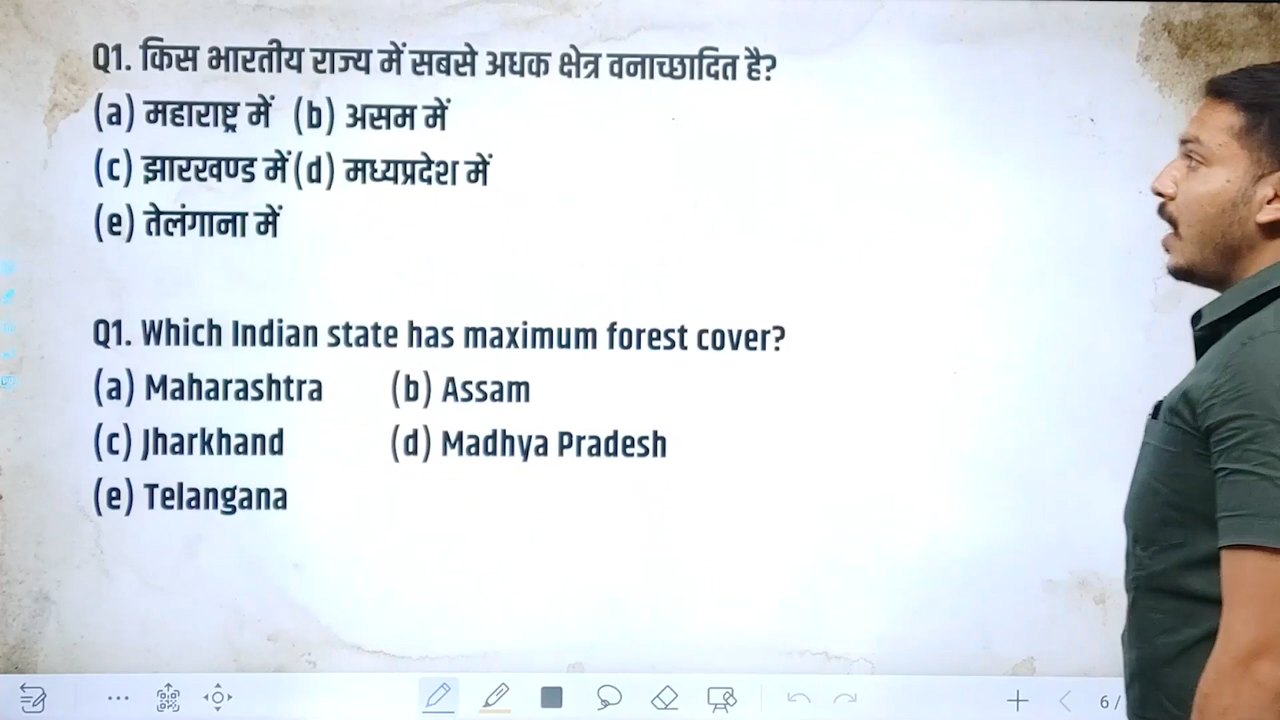 Q1. किस भारतीय राज्य में सबसे अधक क्षेत्र वनाच्छादित है?
(a) महाराष्ट्र में (b) असम में
(c) झारखण्ड में (d) मध्यप्रदेश में
(e) तेलंगाना में
Q1. Which Indian state has maximum forest cover?
(a) Maharashtra (b) Assam
(c) Jharkhand (d) Madhya Pradesh
(e) Telangana
6/